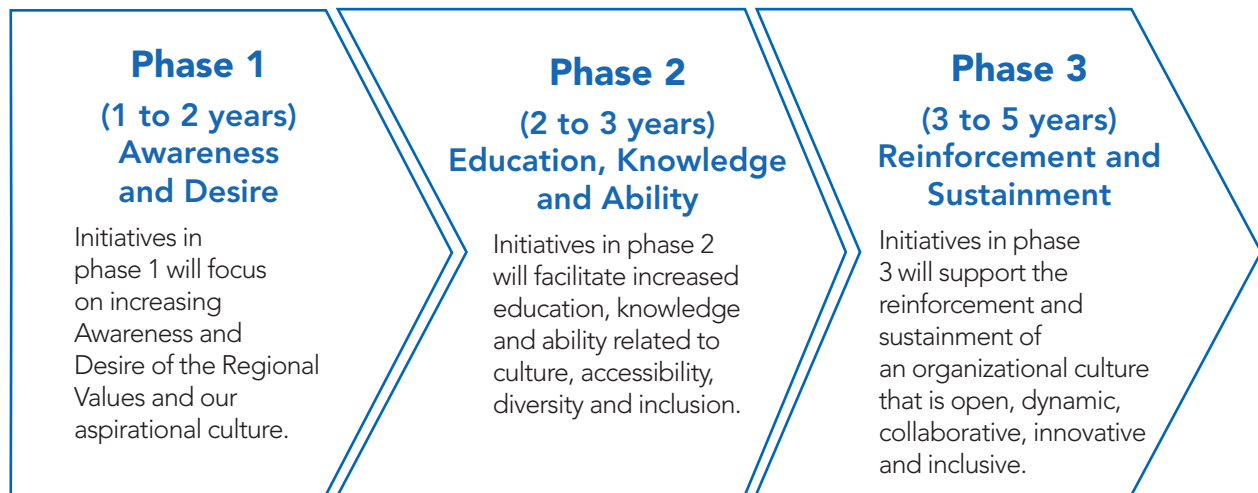 Phase 1
(1 to 2 years)
Awareness
and Desire
Initiatives in
phase 1 will focus
on increasing
Awareness and
Desire of the Regional
Values and our
aspirational culture.
Phase 2
(2 to 3 years)
Education, Knowledge
and Ability
Initiatives in phase 2
will facilitate increased
education, knowledge
and ability related to
culture, accessibility,
diversity and inclusion.
Phase 3
(3 to 5 years)
Reinforcement and
Sustainment
Initiatives in phase
3 will support the
reinforcement and
sustainment of
an organizational culture
that is open, dynamic,
collaborative, innovative
and inclusive.